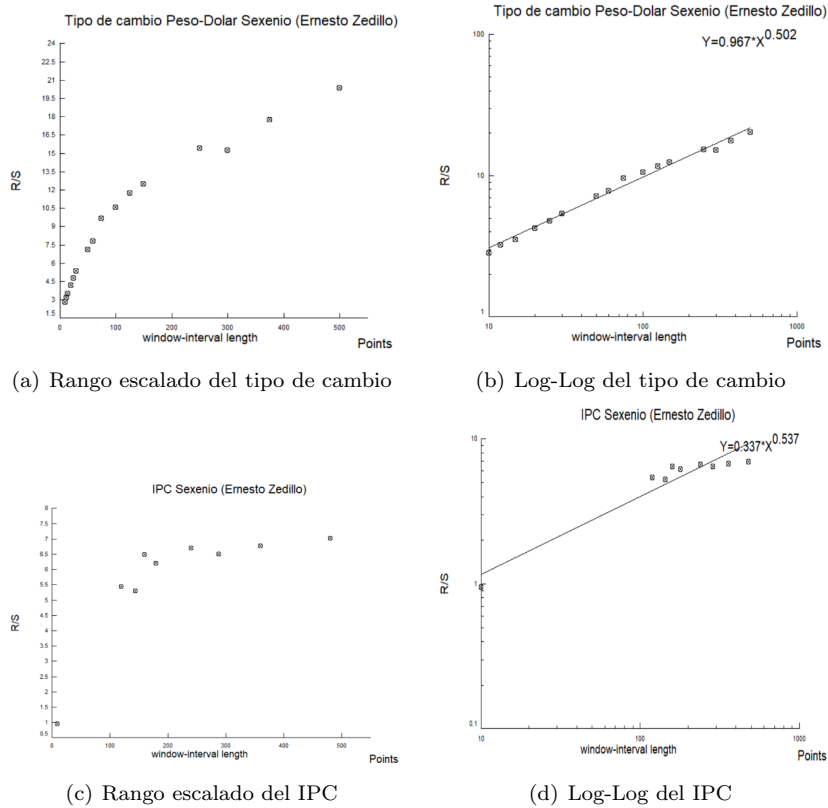 Tipo de cambio Peso-Dolar Sexenio (Ernesto Zedillo)
24
22.5
21
19.5
18
16.5
15
13.5
12
10.5
9
7.5
6
4.5
3
1.5
R/S
0
100
200
300
400
500
window-interval length
Points
(a) Rango escalado del tipo de cambio
Tipo de cambio Peso-Dolar Sexenio (Ernesto Zedillo)
Y=0.967*X^0.502
100
10
1
R/S
10
100
1000
window-interval length
Points
(b) Log-Log del tipo de cambio
IPC Sexenio (Ernesto Zedillo)
8
7.5
7
6.5
6
5.5
5
4.5
4
3.5
3
2.5
2
1.5
1
0.5
R/S
0
100
200
300
400
500
window-interval length
Points
(c) Rango escalado del IPC
IPC Sexenio (Ernesto Zedillo)
Y=0.337*X^0.537
10
1
0.1
R/S
10
100
1000
window-interval length
Points
(d) Log-Log del IPC